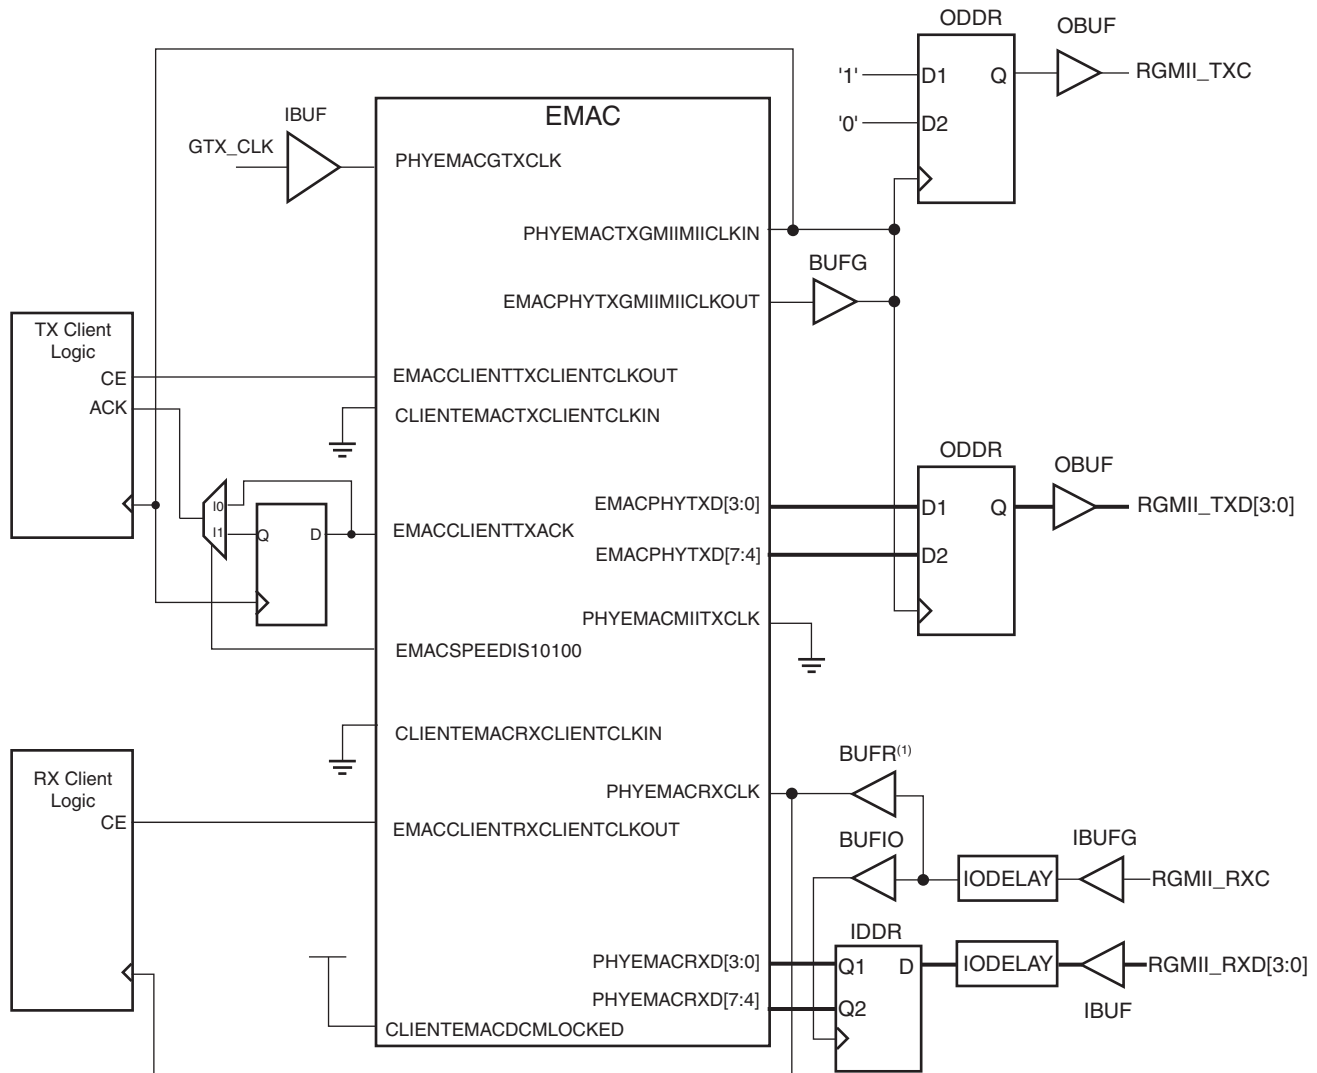 ODDR
OBUF
'1'
D1
Q
RGMII_TXC
'0'
D2
IBUF
GTX_CLK
EMAC
PHYEMACGTXCLK
PHYEMACTXGMIIMIICLKIN
BUFG
EMACPHYTXGMIIMIICLKOUT
TX Client
Logic
CE
ACK
EMACCLIENTTXCLIENTCLKOUT
CLIENTEMACTXCLIENTCLKIN
I0
I1
Q
D
EMACCLIENTTXACK
ODDR
OBUF
EMACPHYTXD[3:0]
D1
Q
RGMII_TXD[3:0]
EMACPHYTXD[7:4]
D2
PHYEMACMIITXCLK
EMACSPEEDIS10100
CLIENTEMACRXCLIENTCLKIN
RX Client
Logic
CE
BUFR(1)
PHYEMACRXCLK
EMACCLIENTRXCLIENTCLKOUT
BUFIO
IBUFG
IODELAY
RGMII_RXC
IDDR
PHYEMACRXD[3:0]
Q1
D
IODELAY
RGMII_RXD[3:0]
PHYEMACRXD[7:4]
Q2
IBUF
CLIENTEMACDCMLOCKED